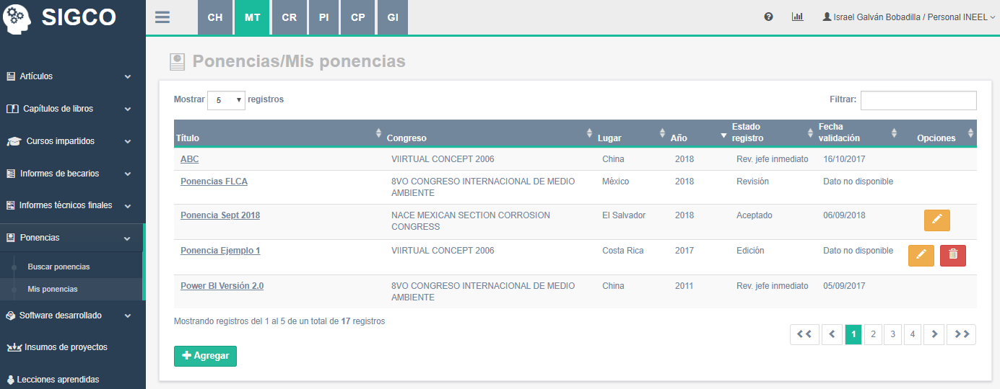 SIGCO
CH MT CR PI CP GI
Israel Galván Bobadilla / Personal INEEL
Artículos
Capítulos de libros
Cursos impartidos
Informes de becarios
Informes técnicos finales
Ponencias
Buscar ponencias
Mis ponencias
Software desarrollado
Insumos de proyectos
Lecciones aprendidas
Ponencias/Mis ponencias
Mostrar 5 registros
Filtrar:
Título Congreso Lugar Año Estado registro Fecha validación Opciones
ABC VIIRTUAL CONCEPT 2006 China 2018 Rev. jefe inmediato 16/10/2017
Ponencias FLCA 8VO CONGRESO INTERNACIONAL DE MEDIO México 2018 Revisión Dato no disponible
AMBIENTE
Ponencia Sept 2018 NACE MEXICAN SECTION CORROSION El Salvador 2018 Aceptado 06/09/2018
CONGRESS
Ponencia Ejemplo 1 VIIRTUAL CONCEPT 2006 Costa Rica 2017 Edición Dato no disponible
Power BI Versión 2.0 8VO CONGRESO INTERNACIONAL DE MEDIO China 2011 Rev. jefe inmediato 05/09/2017
AMBIENTE
Mostrando registros del 1 al 5 de un total de 17 registros
1 2 3 4
Agregar